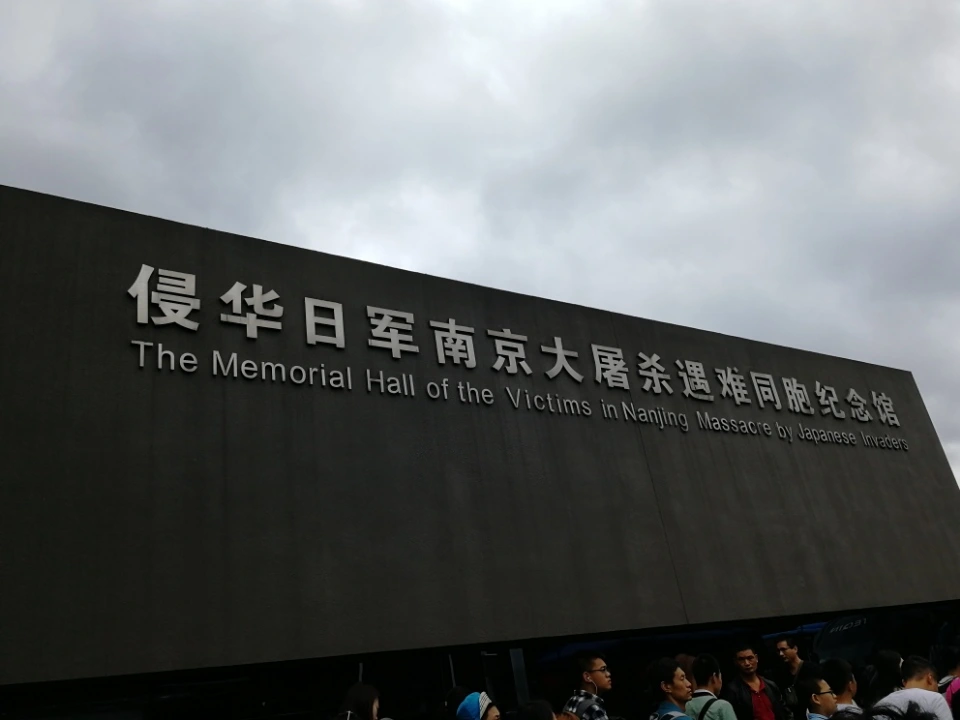 侵华日军南京大屠杀遇难同胞纪念馆
The Memorial Hall of the Victims in Nanjing Massacre by Japanese Invaders